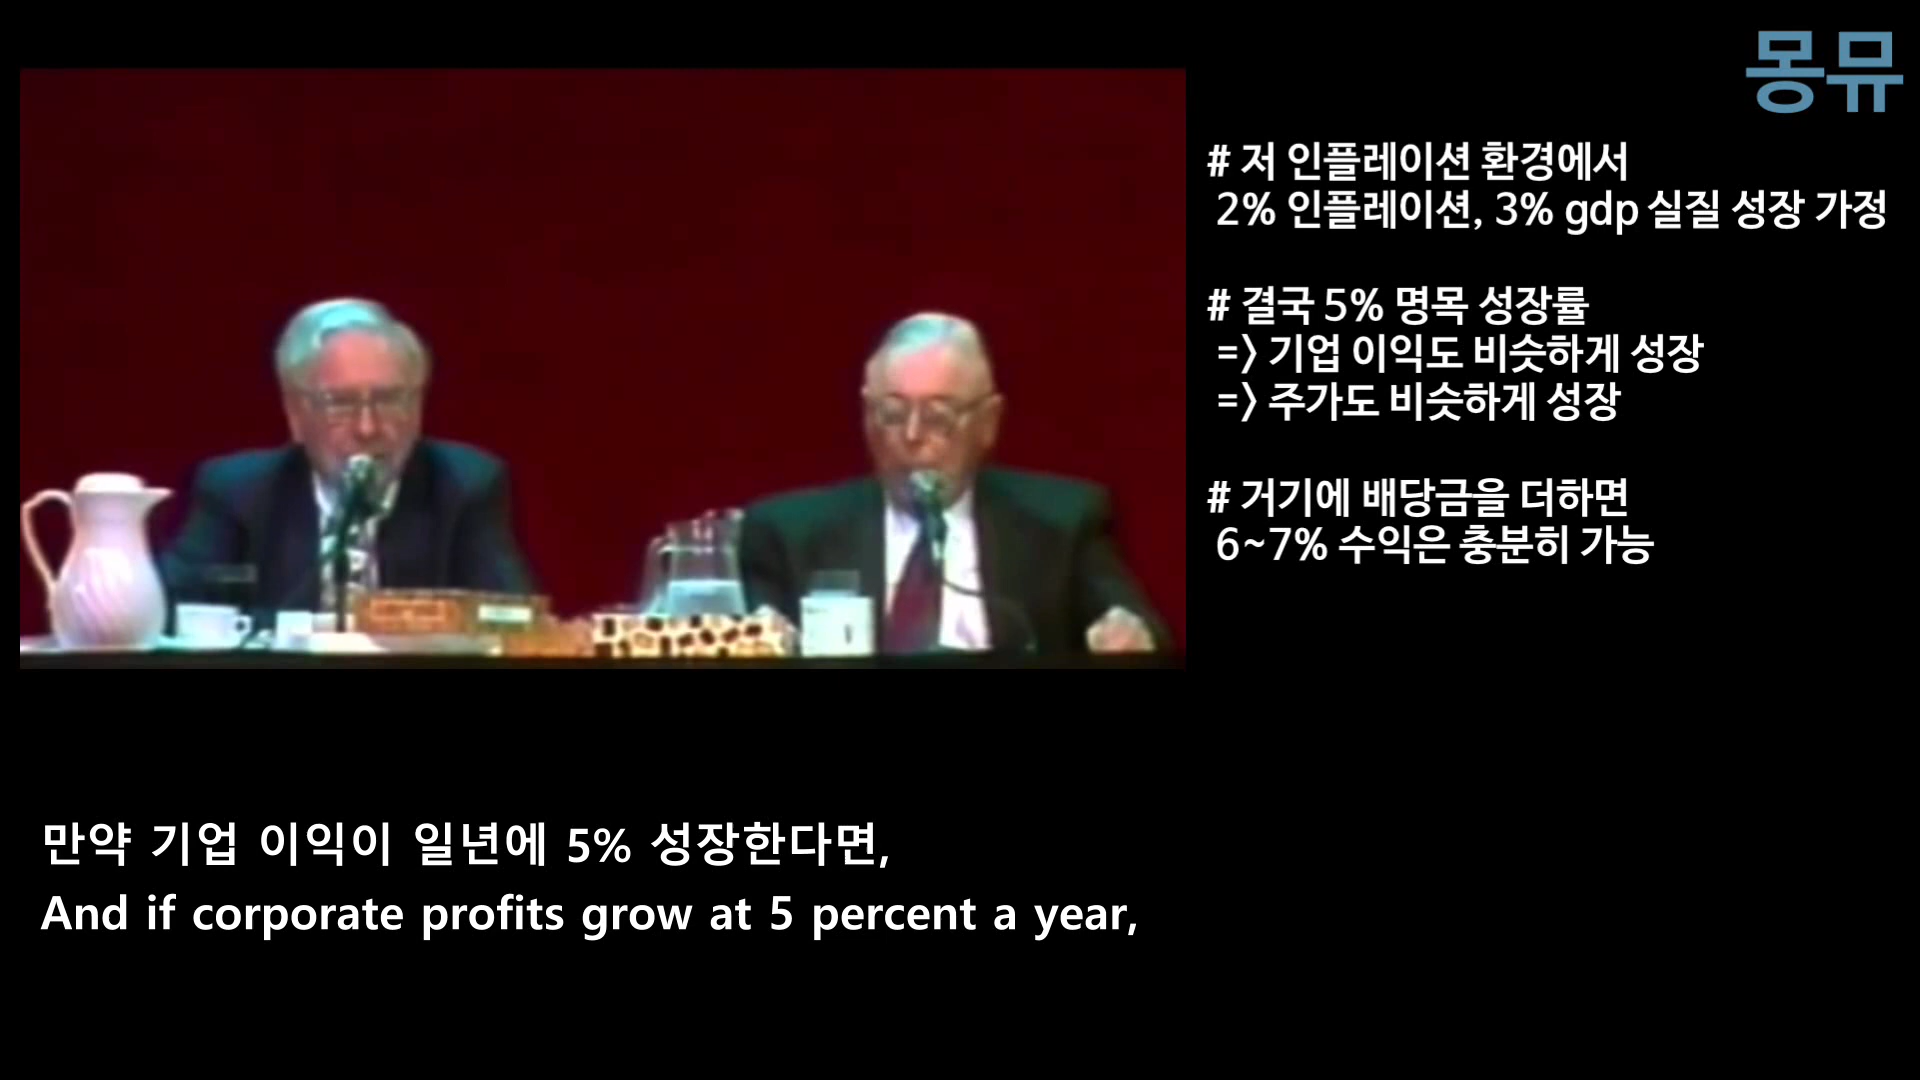 몽뮤
# 저 인플레이션 환경에서
2% 인플레이션, 3% gdp 실질 성장 가정
# 결국 5% 명목 성장률
=> 기업 이익도 비슷하게 성장
=> 주가도 비슷하게 성장
# 거기에 배당금을 더하면
6~7% 수익은 충분히 가능
만약 기업 이익이 일년에 5% 성장한다면,
And if corporate profits grow at 5 percent a year,